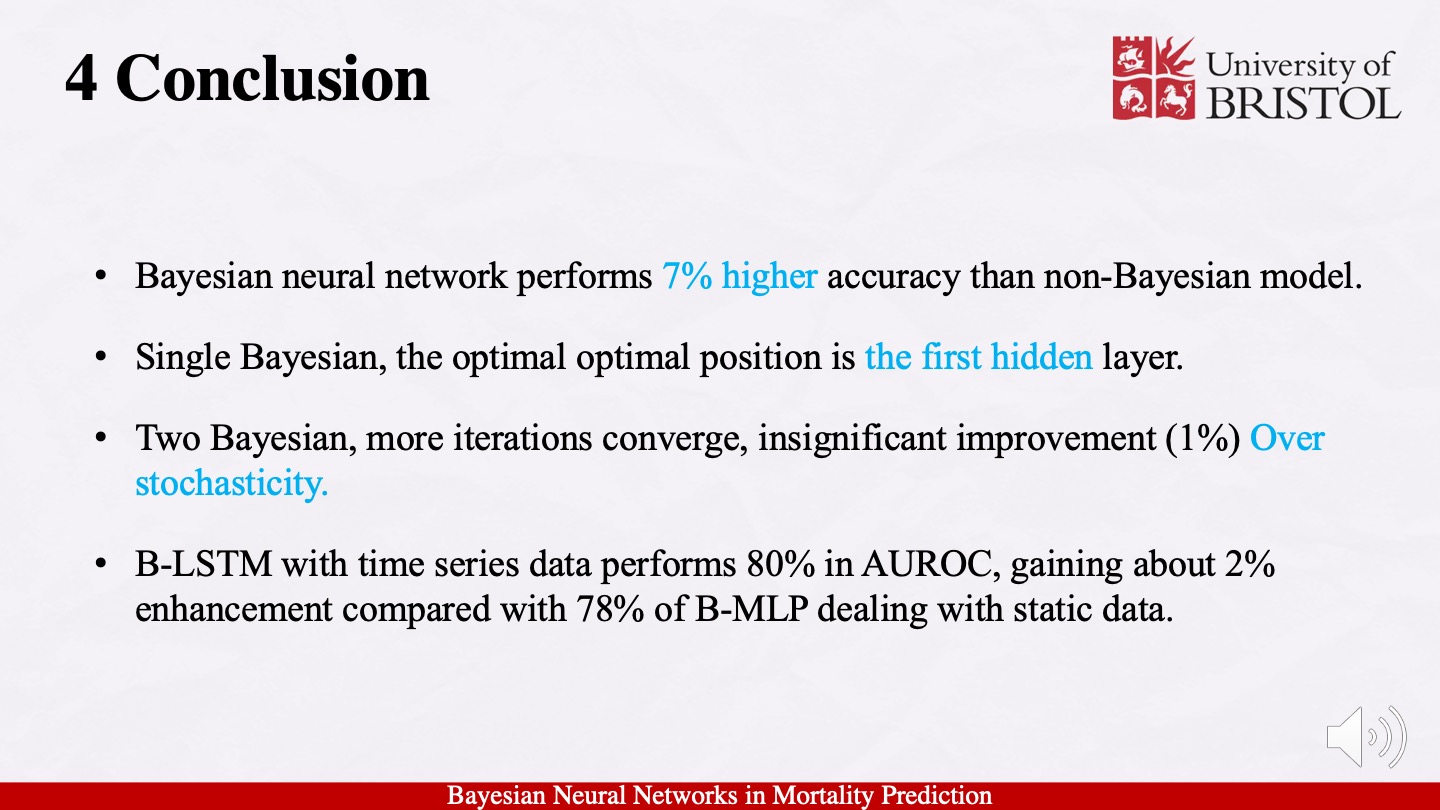 4 Conclusion
University of
BRISTOL
• Bayesian neural network performs 7% higher accuracy than non-Bayesian model.
• Single Bayesian, the optimal optimal position is the first hidden layer.
• Two Bayesian, more iterations converge, insignificant improvement (1%) Over
stochasticity.
• B-LSTM with time series data performs 80% in AUROC, gaining about 2%
enhancement compared with 78% of B-MLP dealing with static data.
Bayesian Neural Networks in Mortality Prediction